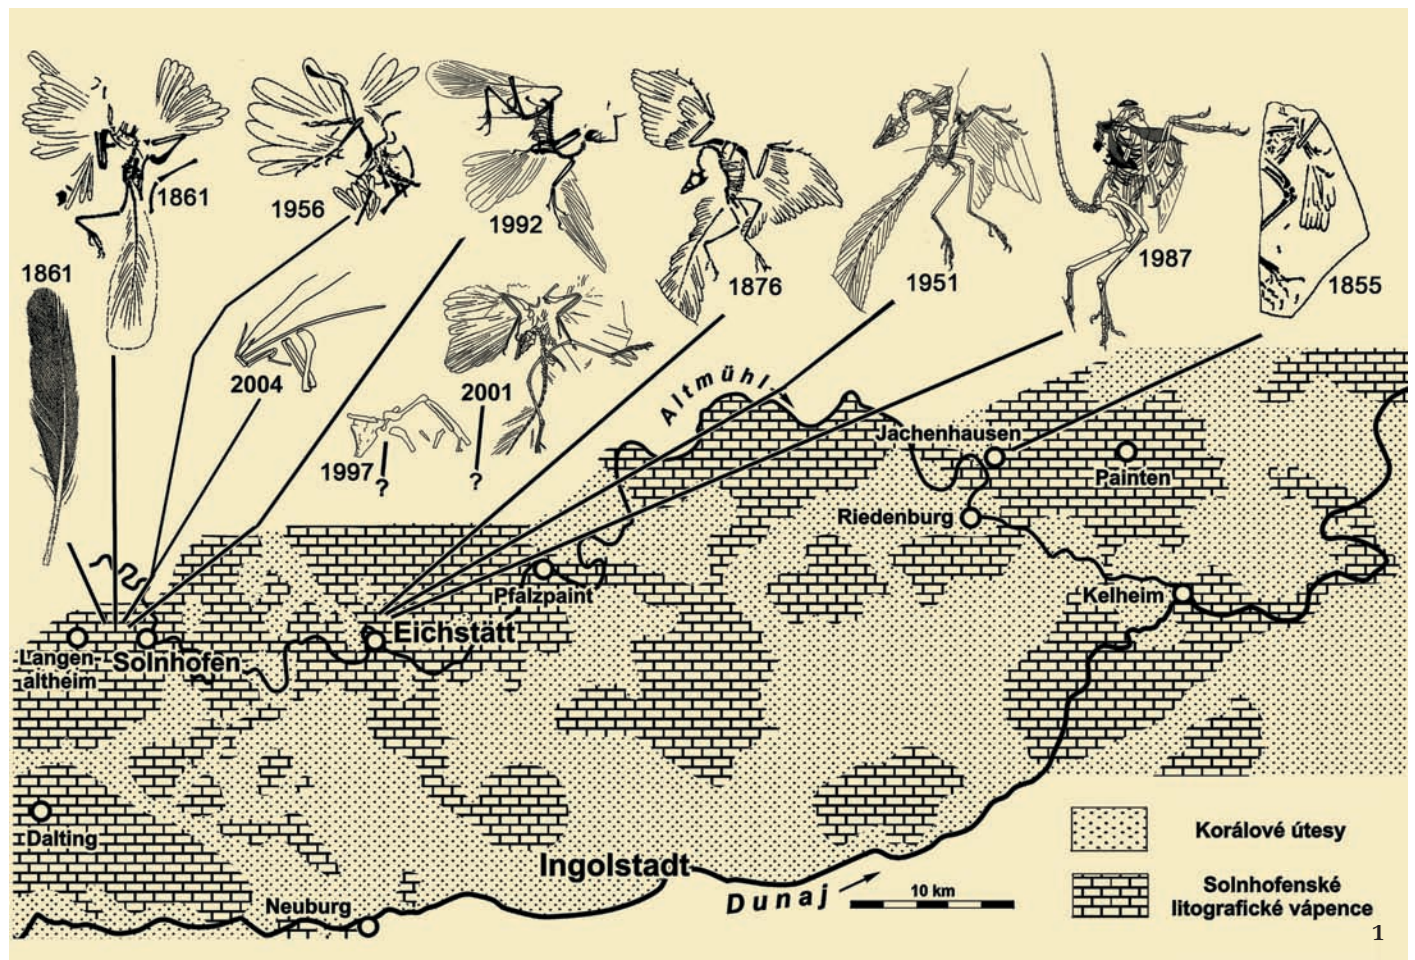 1861
1956
1992
1876
1951
1987
1855
1861
2004
2001
1997
?
?
Altmühl
Jachenhausen
Painten
Riedenburg
Pfalzpaint
Kelheim
Eichstätt
Langen-
altheim
Solnhofen
Dalting
Ingolstadt
Neuburg
Dunaj
10 km
Korálové útesy
Solnhofenské
litografické vápence
1